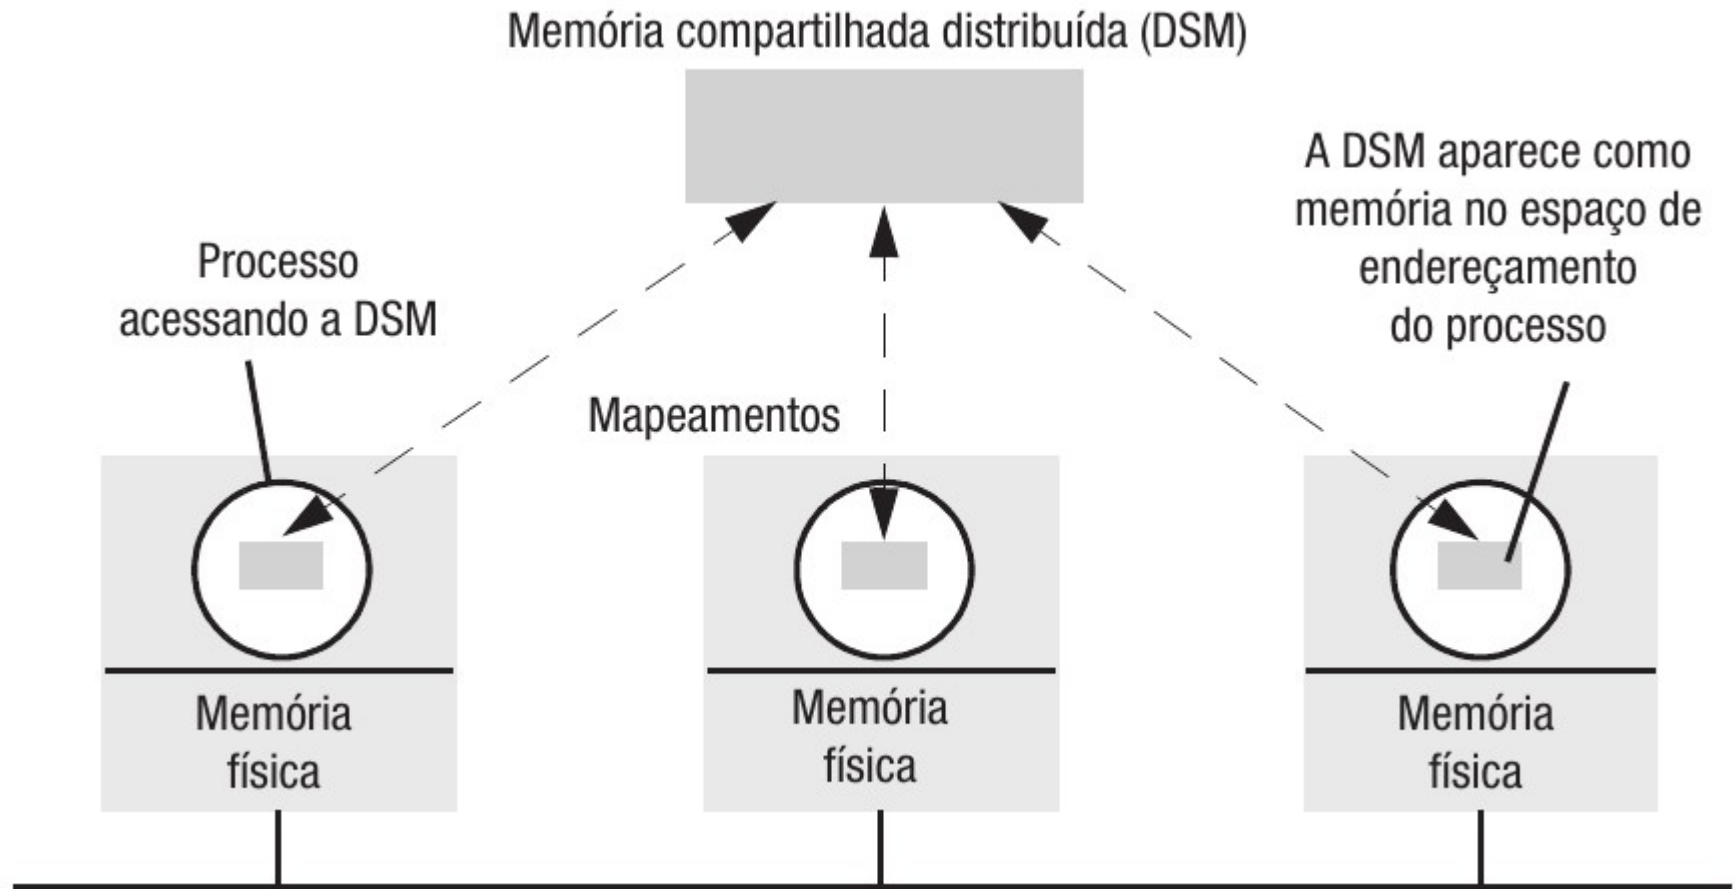 Memória compartilhada distribuída (DSM)
A DSM aparece como
memória no espaço de
endereçamento
do processo
Processo
acessando a DSM
Mapeamentos
Memória
física
Memória
física
Memória
física